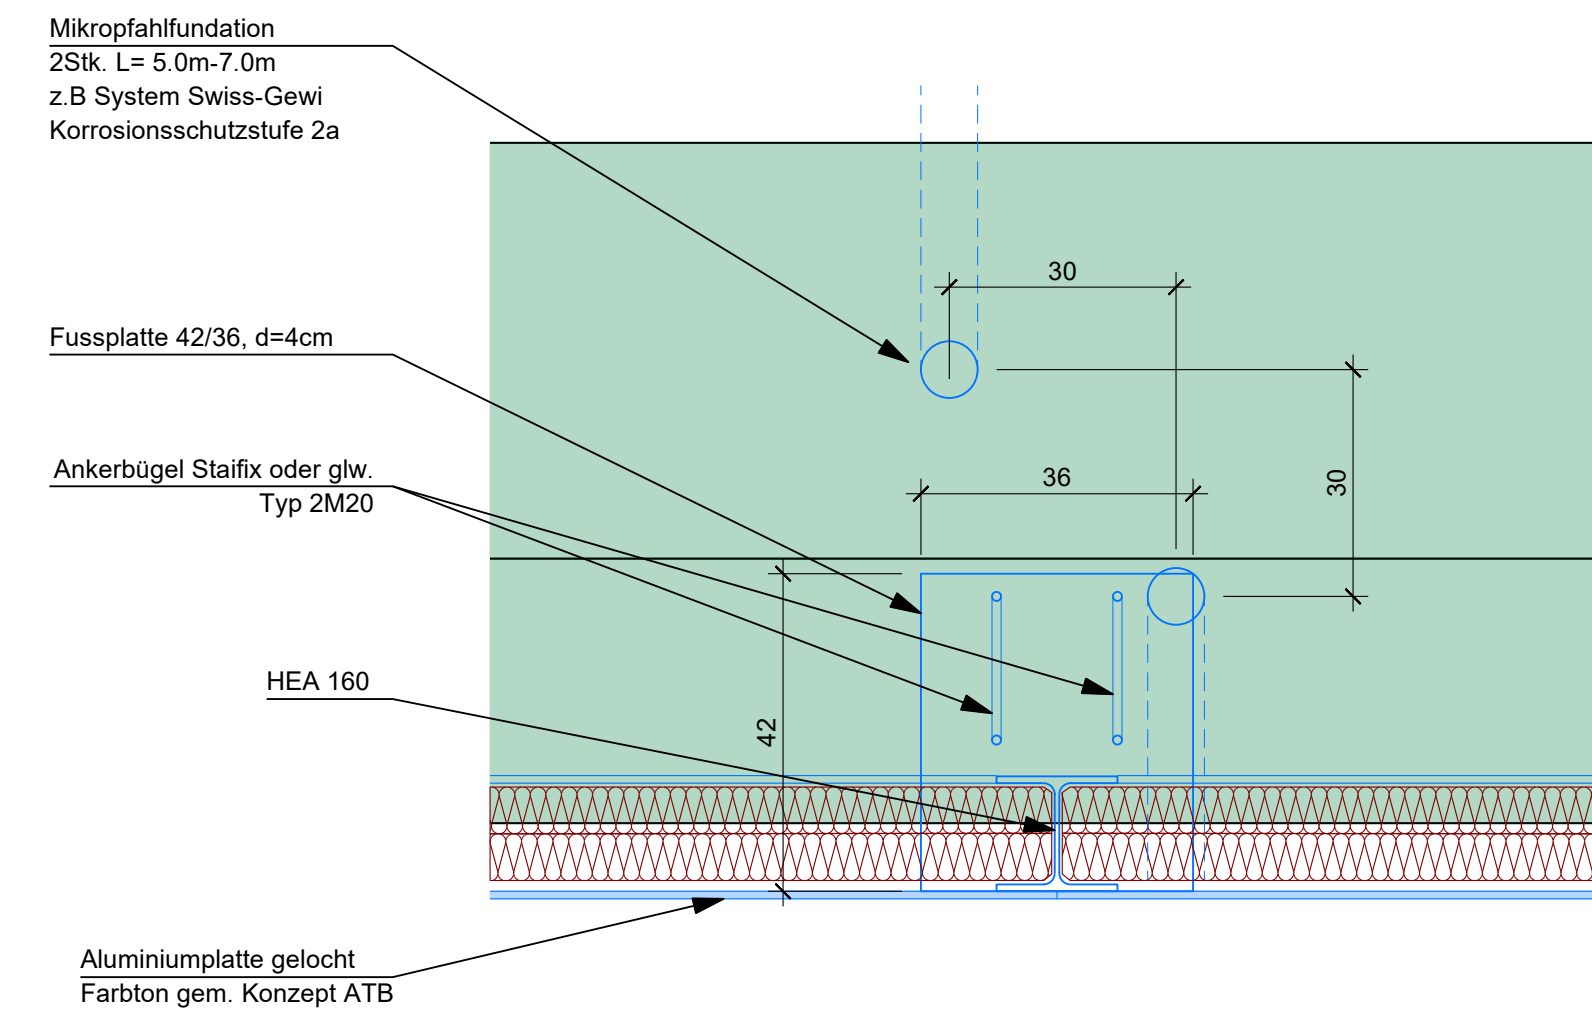 Mikropfahlfundation
2Stk. L= 5.0m-7.0m
z.B System Swiss-Gewi
Korrosionsschutzstufe 2a
30
Fussplatte 42/36, d=4cm
Ankerbügel Staifix oder glw.
Typ 2M20
36
30
HEA 160
42
Aluminiumplatte gelocht
Farbton gem. Konzept ATB